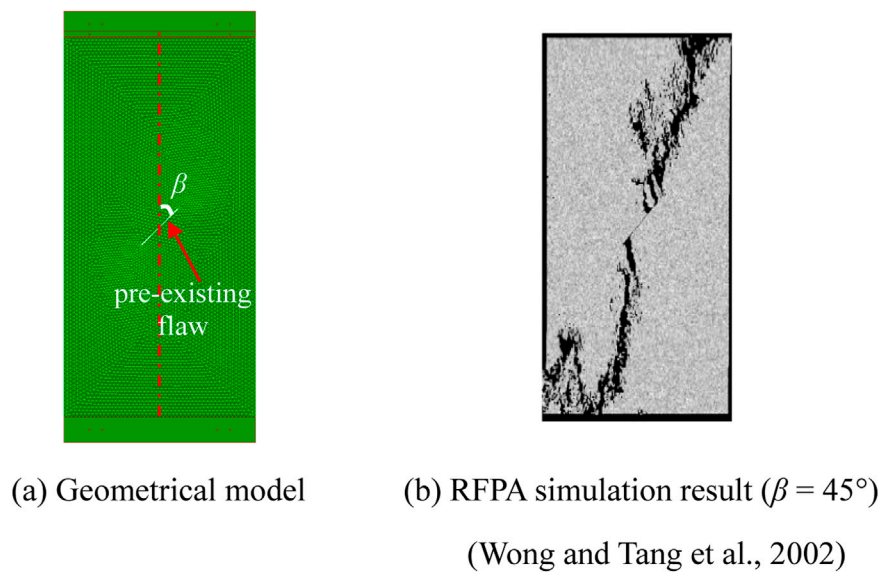 β
pre-existing
flaw
(a) Geometrical model
(b) RFPA simulation result (β = 45°)
(Wong and Tang et al., 2002)